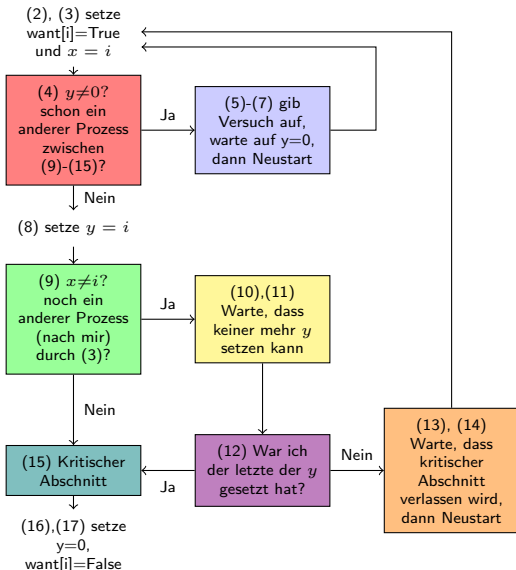 (2), (3) setze
want[i]=True
und x = i
(4) y≠0?
schon ein
anderer Prozess
zwischen
(9)-(15)?
Ja
(5)-(7) gib
Versuch auf,
warte auf y=0,
dann Neustart
Nein
(8) setze y = i
(9) x≠i?
noch ein
anderer Prozess
(nach mir)
durch (3)?
Ja
(10),(11)
Warte, dass
keiner mehr y
setzen kann
Nein
(15) Kritischer
Abschnitt
Ja
(12) War ich
der letzte der y
gesetzt hat?
Nein
(13), (14)
Warte, dass
kritischer
Abschnitt
verlassen wird,
dann Neustart
(16),(17) setze
y=0,
want[i]=False